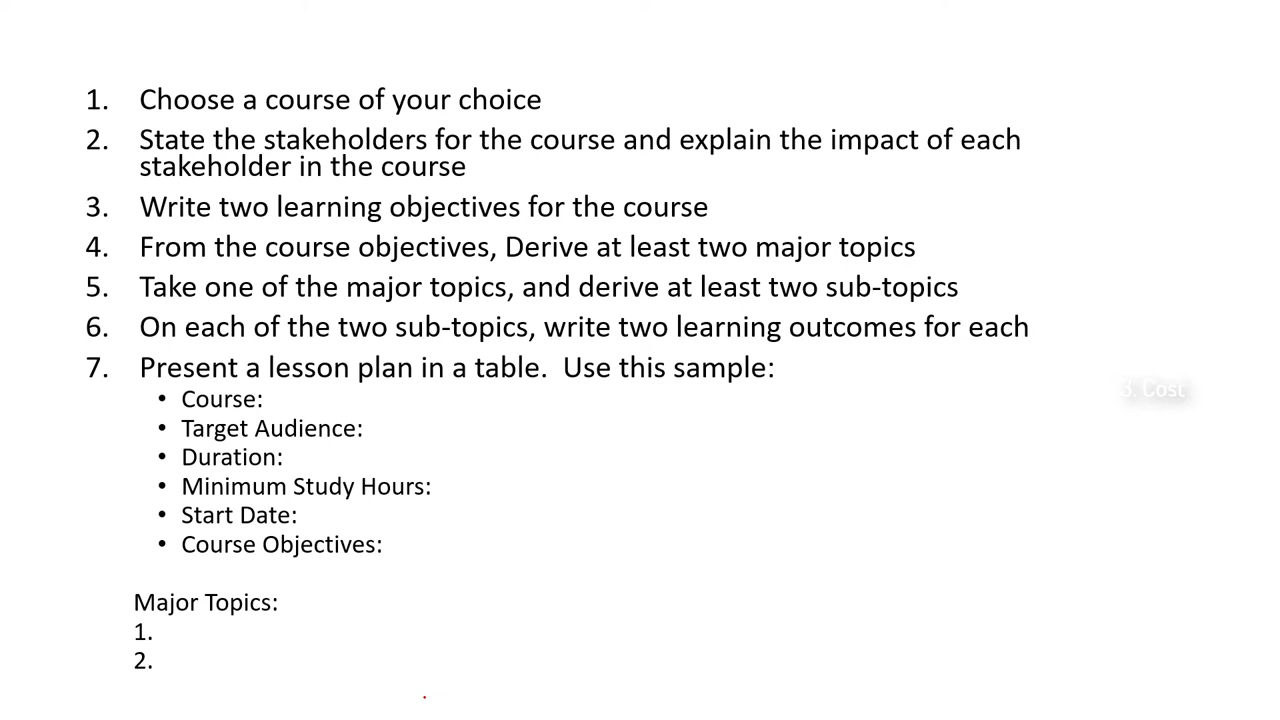 1. Choose a course of your choice
2. State the stakeholders for the course and explain the impact of each
stakeholder in the course
3. Write two learning objectives for the course
4. From the course objectives, Derive at least two major topics
5. Take one of the major topics, and derive at least two sub-topics
6. On each of the two sub-topics, write two learning outcomes for each
7. Present a lesson plan in a table.  Use this sample:
• Course:
3. Cost
• Target Audience:
• Duration:
• Minimum Study Hours:
• Start Date:
• Course Objectives:
Major Topics:
1.
2.